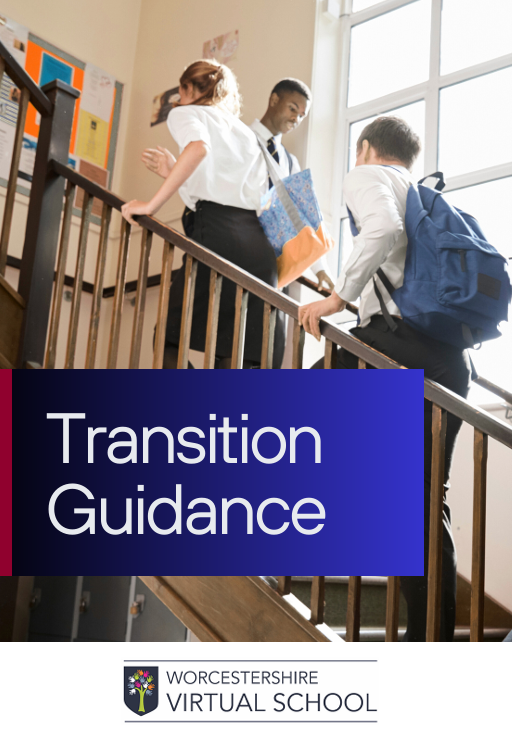 Transition
Guidance
WORCESTERSHIRE
VIRTUAL SCHOOL